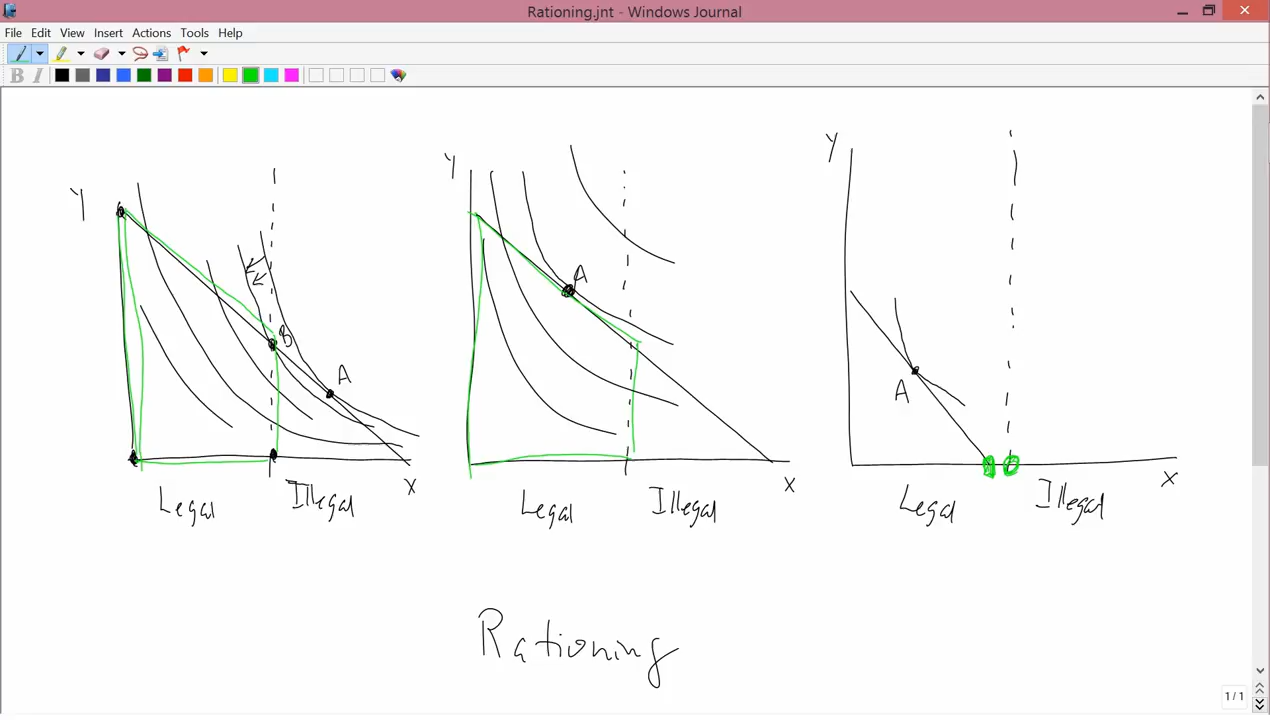 Rationing.jnt - Windows Journal
File Edit View Insert Actions Tools Help
B I
Y
B
A
X
Legal Illegal
Y
A
X
Legal Illegal
Y
A
X
Legal Illegal
Rationing
1 / 1